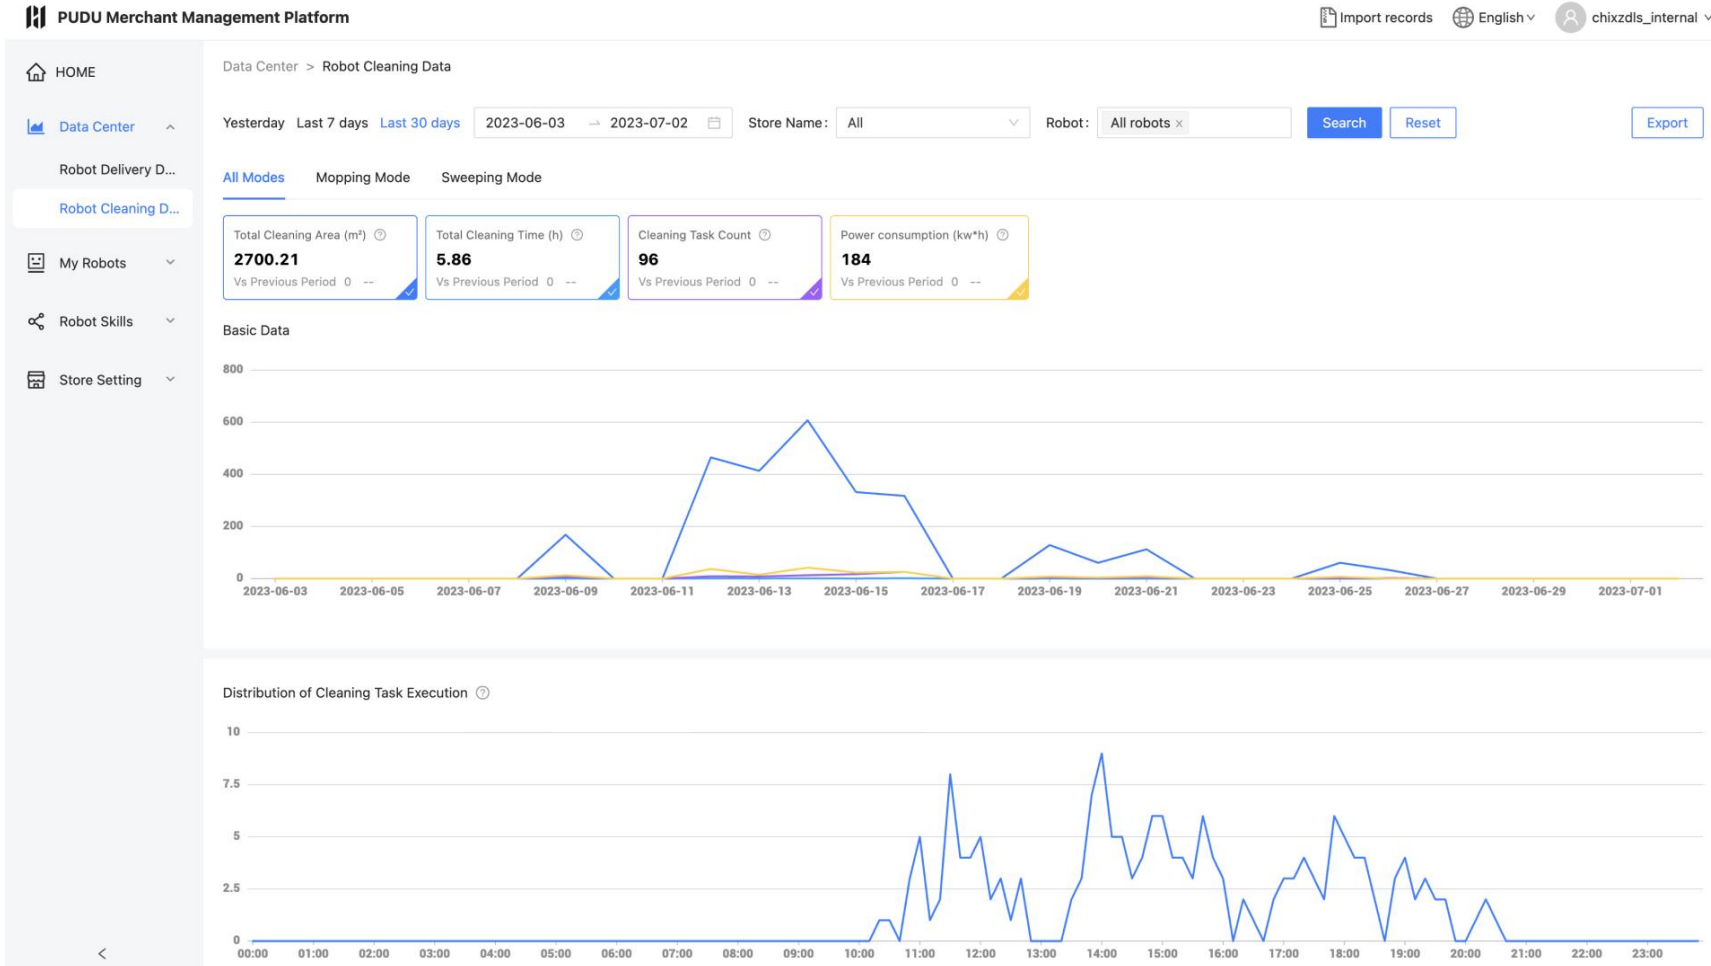 PUDU Merchant Management Platform
Import records English chixzdls_internal
HOME
Data Center
Robot Delivery D...
Robot Cleaning D...
My Robots
Robot Skills
Store Setting
Data Center > Robot Cleaning Data
Yesterday Last 7 days Last 30 days 2023-06-03 → 2023-07-02 Store Name: All Robot: All robots × Search Reset Export
All Modes Mopping Mode Sweeping Mode
Total Cleaning Area (m²)
2700.21
Vs Previous Period 0 --
Total Cleaning Time (h)
5.86
Vs Previous Period 0 --
Cleaning Task Count
96
Vs Previous Period 0 --
Power consumption (kw*h)
184
Vs Previous Period 0 --
Basic Data
800
600
400
200
0
2023-06-03 2023-06-05 2023-06-07 2023-06-09 2023-06-11 2023-06-13 2023-06-15 2023-06-17 2023-06-19 2023-06-21 2023-06-23 2023-06-25 2023-06-27 2023-06-29 2023-07-01
Distribution of Cleaning Task Execution
10
7.5
5
2.5
0
00:00 01:00 02:00 03:00 04:00 05:00 06:00 07:00 08:00 09:00 10:00 11:00 12:00 13:00 14:00 15:00 16:00 17:00 18:00 19:00 20:00 21:00 22:00 23:00